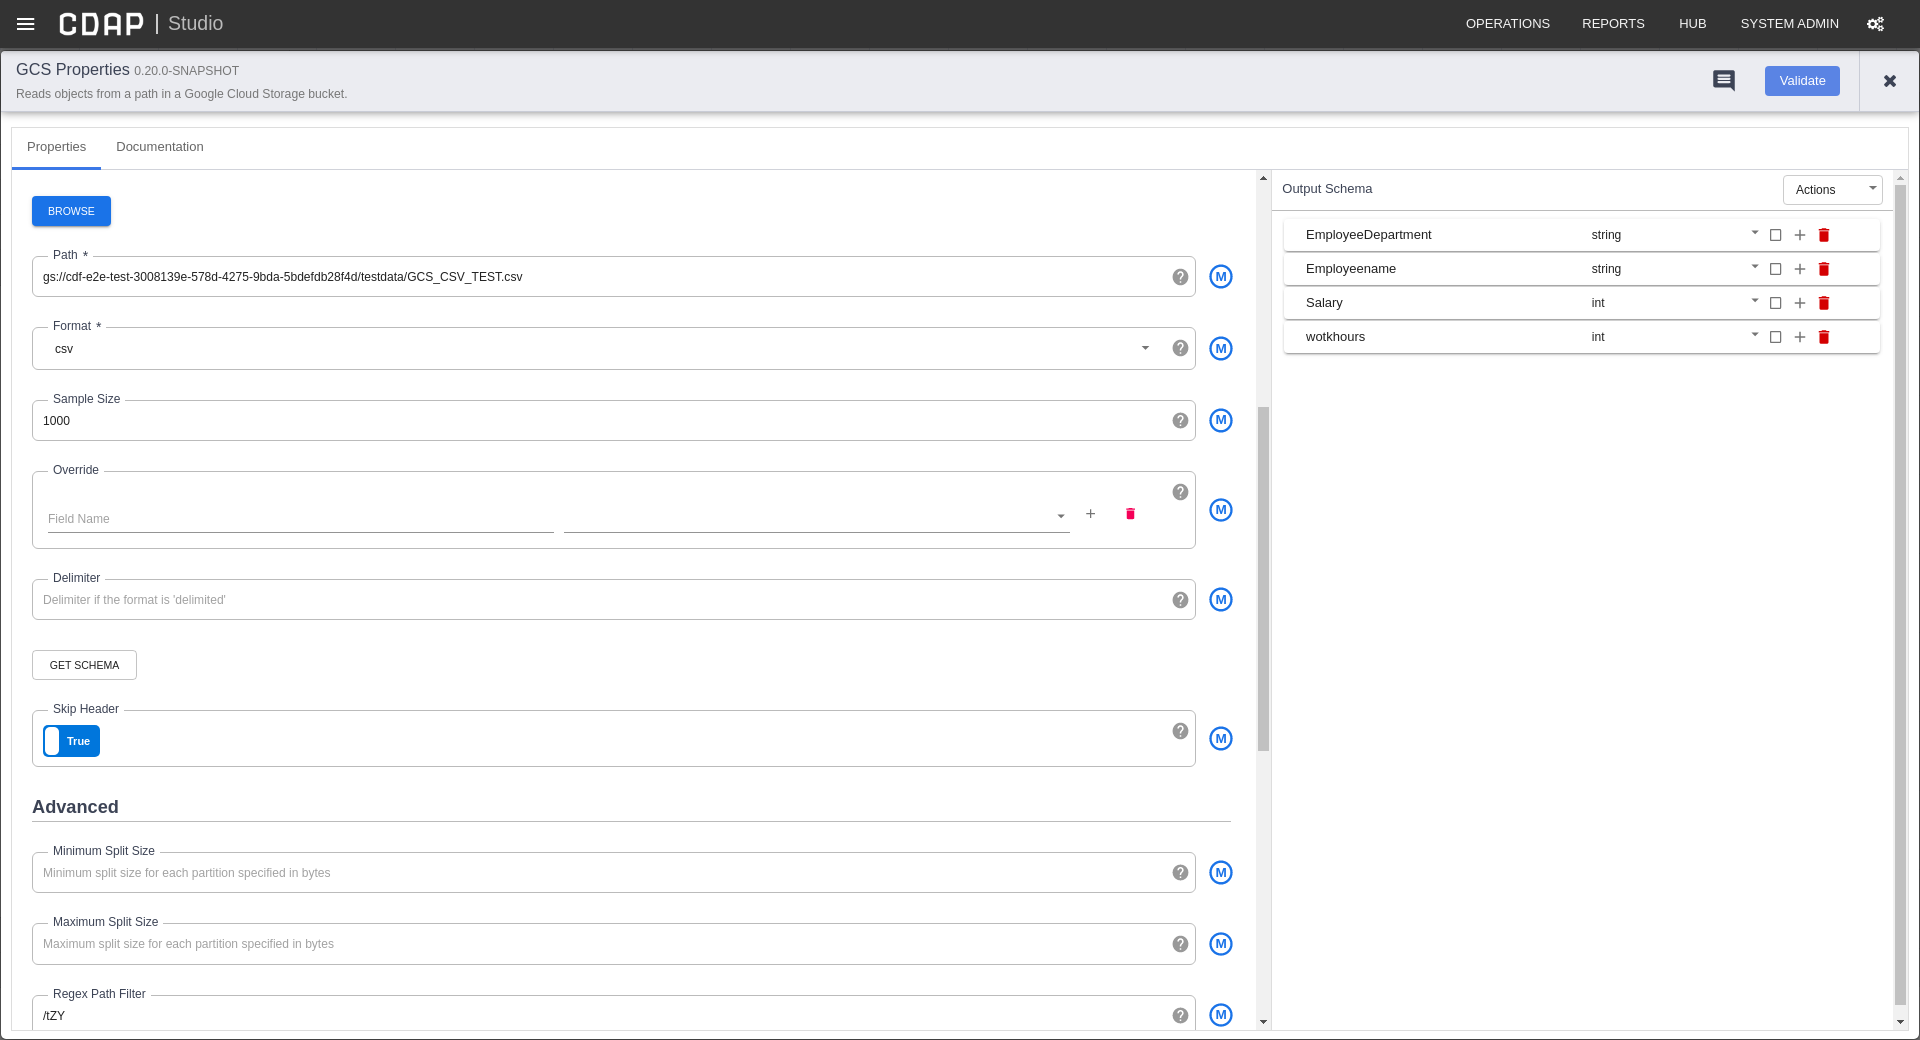 CDAP | Studio
OPERATIONS REPORTS HUB SYSTEM ADMIN
GCS Properties 0.20.0-SNAPSHOT
Reads objects from a path in a Google Cloud Storage bucket.
Validate
Properties Documentation
BROWSE
Path *
gs://cdf-e2e-test-3008139e-578d-4275-9bda-5bdefdb28f4d/testdata/GCS_CSV_TEST.csv
M
Format *
csv
M
Sample Size
1000
M
Override
Field Name
M
Delimiter
Delimiter if the format is 'delimited'
M
GET SCHEMA
Skip Header
True
M
Advanced
Minimum Split Size
Minimum split size for each partition specified in bytes
M
Maximum Split Size
Maximum split size for each partition specified in bytes
M
Regex Path Filter
/tZY
M
Output Schema
Actions
EmployeeDepartment string
Employeename string
Salary int
wotkhours int